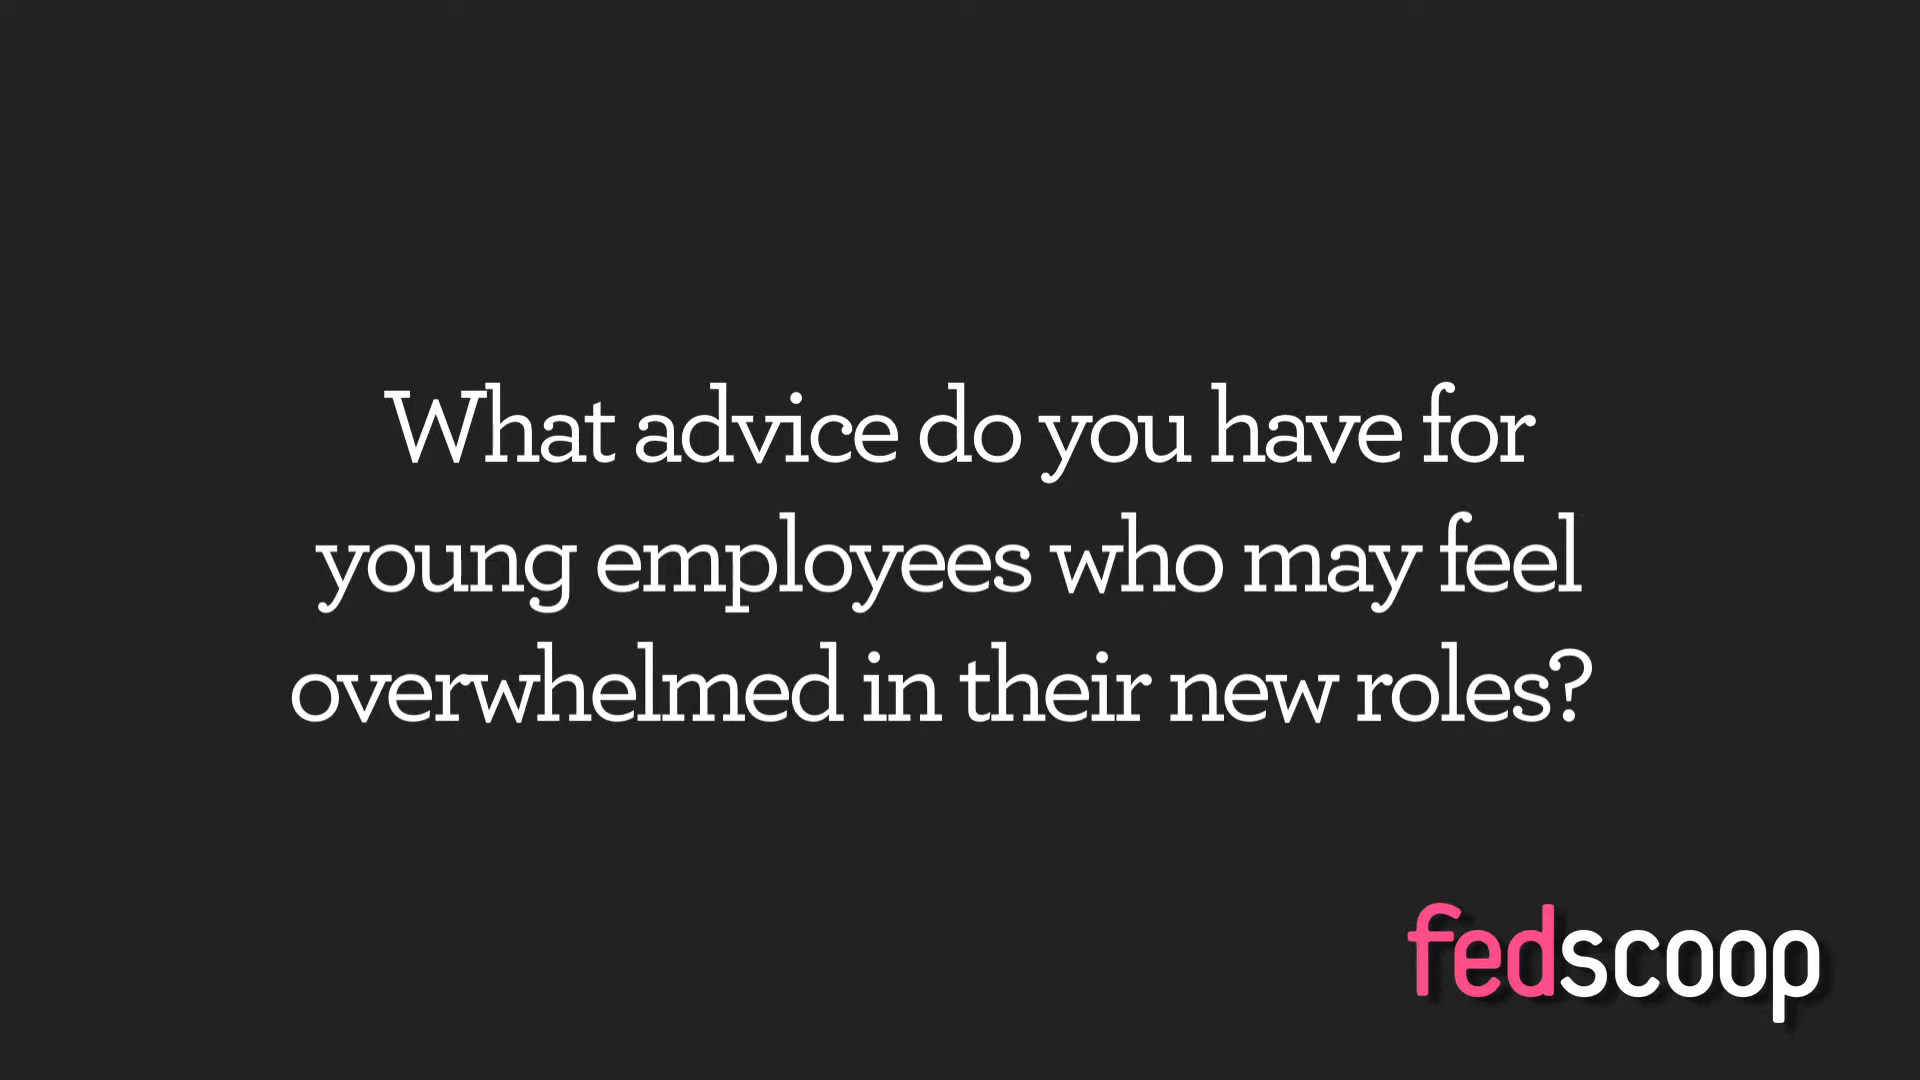 What advice do you have for
young employees who may feel
overwhelmed in their new roles?
fedscoop